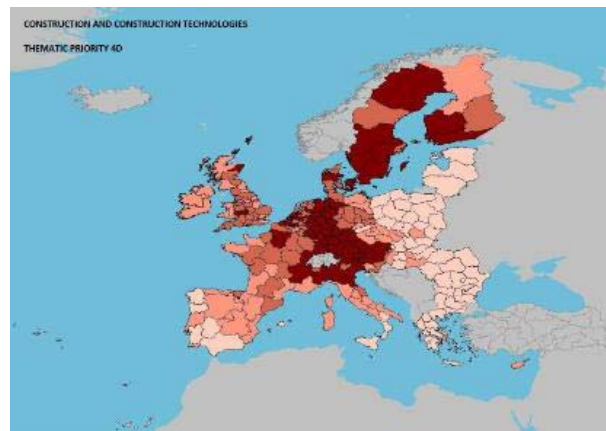 CONSTRUCTION AND CONSTRUCTION TECHNOLOGIES
THEMATIC PRIORITY 4D